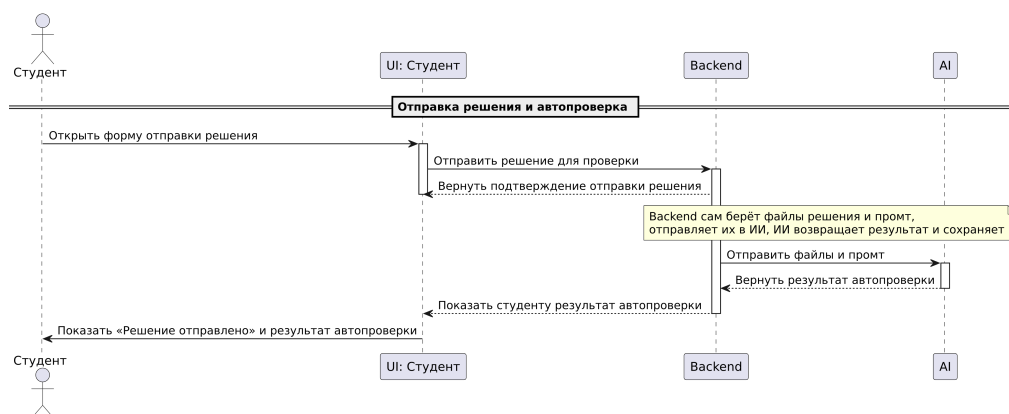 Студент
UI: Студент
Backend
AI
Отправка решения и автопроверка
Открыть форму отправки решения
Отправить решение для проверки
Вернуть подтверждение отправки решения
Backend сам берёт файлы решения и промт,
отправляет их в ИИ, ИИ возвращает результат и сохраняет
Отправить файлы и промт
Вернуть результат автопроверки
Показать студенту результат автопроверки
Показать «Решение отправлено» и результат автопроверки
Студент
UI: Студент
Backend
AI